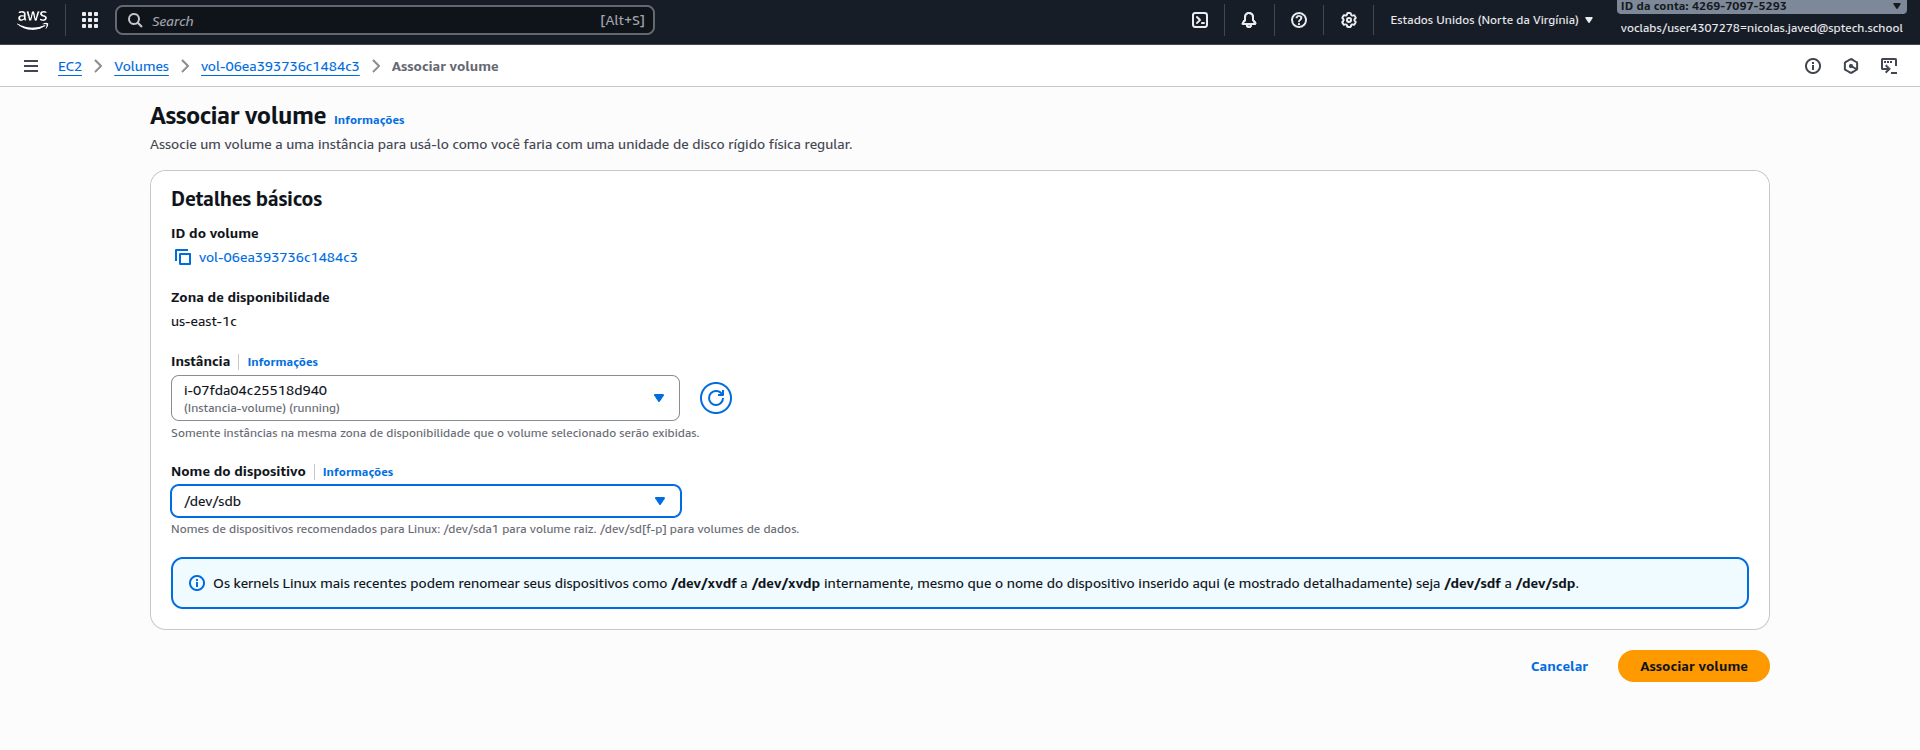 aws
Search [Alt+S]
Estados Unidos (Norte da Virgínia)
ID da conta: 4269-7097-5293
voclabs/user4307278=nicolas.javed@sptech.school
EC2 > Volumes > vol-06ea393736c1484c3 > Associar volume
Associar volume Informações
Associe um volume a uma instância para usá-lo como você faria com uma unidade de disco rígido física regular.
Detalhes básicos
ID do volume
vol-06ea393736c1484c3
Zona de disponibilidade
us-east-1c
Instância | Informações
i-07fda04c25518d940
(Instancia-volume) (running)
Somente instâncias na mesma zona de disponibilidade que o volume selecionado serão exibidas.
Nome do dispositivo | Informações
/dev/sdb
Nomes de dispositivos recomendados para Linux: /dev/sda1 para volume raiz. /dev/sd[f-p] para volumes de dados.
Os kernels Linux mais recentes podem renomear seus dispositivos como /dev/xvdf a /dev/xvdp internamente, mesmo que o nome do dispositivo inserido aqui (e mostrado detalhadamente) seja /dev/sdf a /dev/sdp.
Cancelar
Associar volume